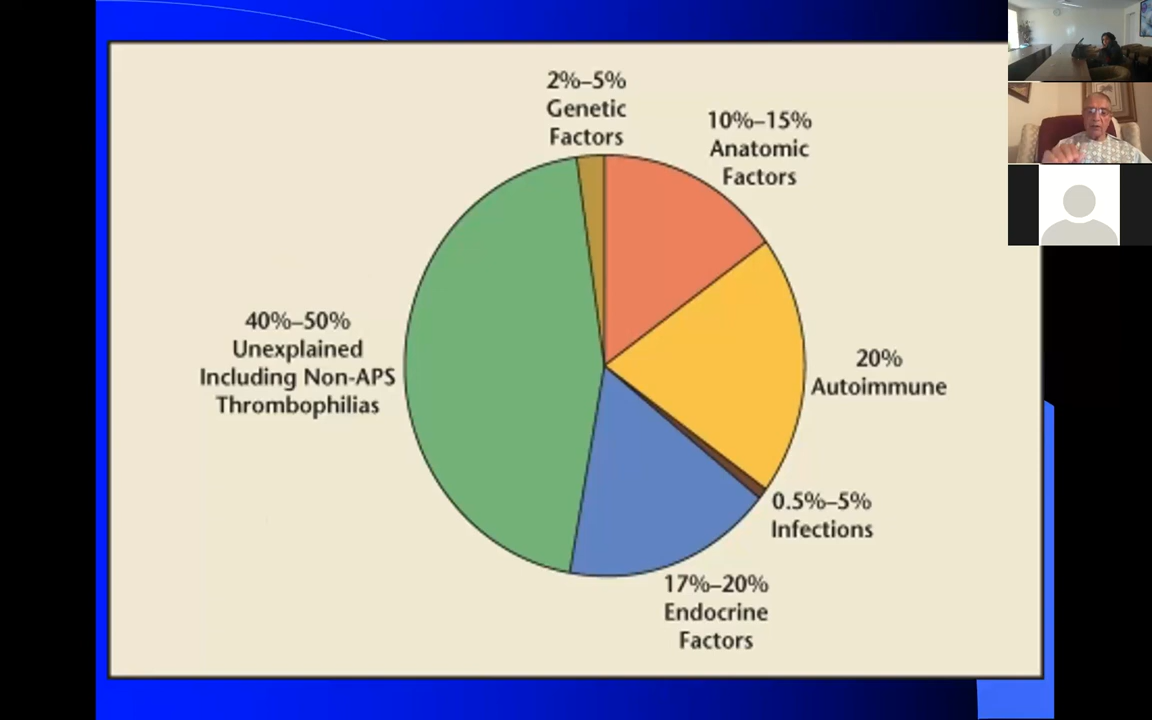 2%–5%
Genetic
Factors
10%–15%
Anatomic
Factors
40%–50%
Unexplained
Including Non-APS
Thrombophilias
20%
Autoimmune
0.5%–5%
Infections
17%–20%
Endocrine
Factors